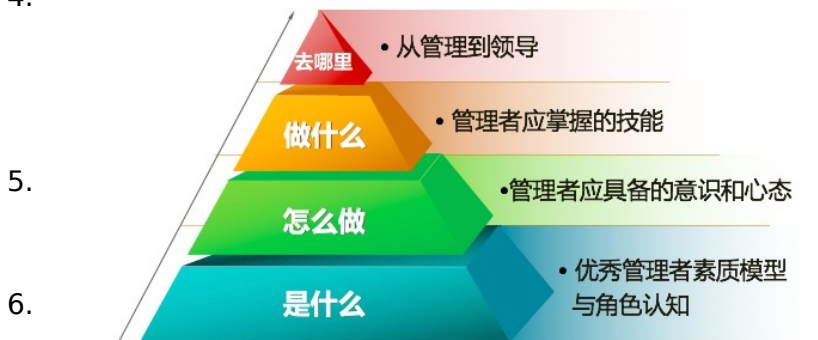 去哪里
• 从管理到领导
做什么
• 管理者应掌握的技能
5.
•管理者应具备的意识和心态
怎么做
• 优秀管理者素质模型
与角色认知
6.
是什么